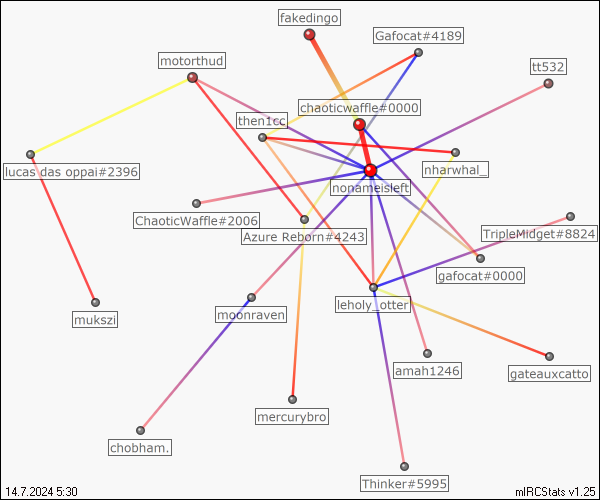 fakedingo
Gafocat#4189
motorthud
tt532
chaoticwaffle#0000
then1cc
lucas das oppai#2396
nharwhal_
nonameisleft
ChaoticWaffle#2006
Azure Reborn#4243
TripleMidget#8824
gafocat#0000
mukszi
moonraven
leholy_otter
amah1246
gateauxcatto
mercurybro
chobham.
Thinker#5995
14.7.2024 5:30
mIRCStats v1.25